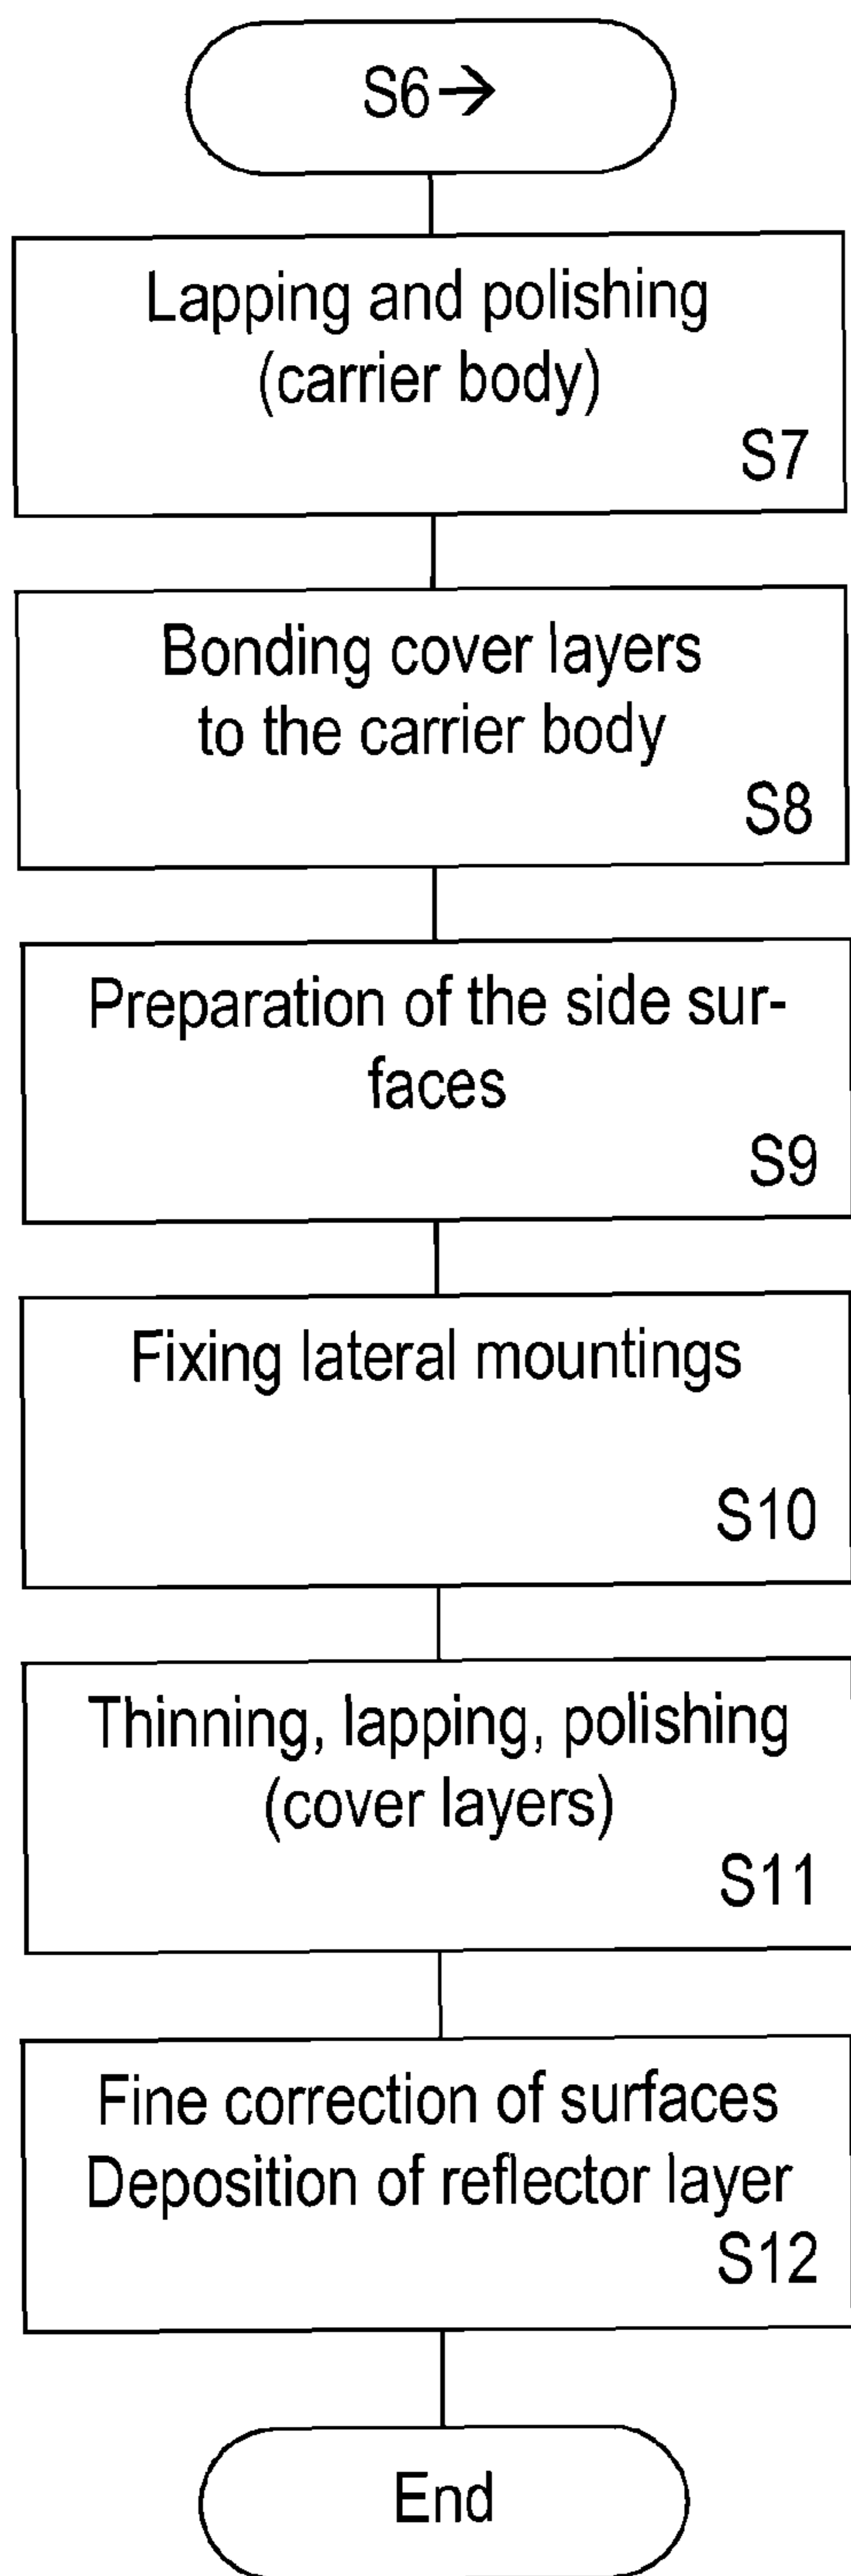 S6→
Lapping and polishing
(carrier body)
S7
Bonding cover layers
to the carrier body
S8
Preparation of the side sur-
faces
S9
Fixing lateral mountings
S10
Thinning, lapping, polishing
(cover layers)
S11
Fine correction of surfaces
Deposition of reflector layer
S12
End